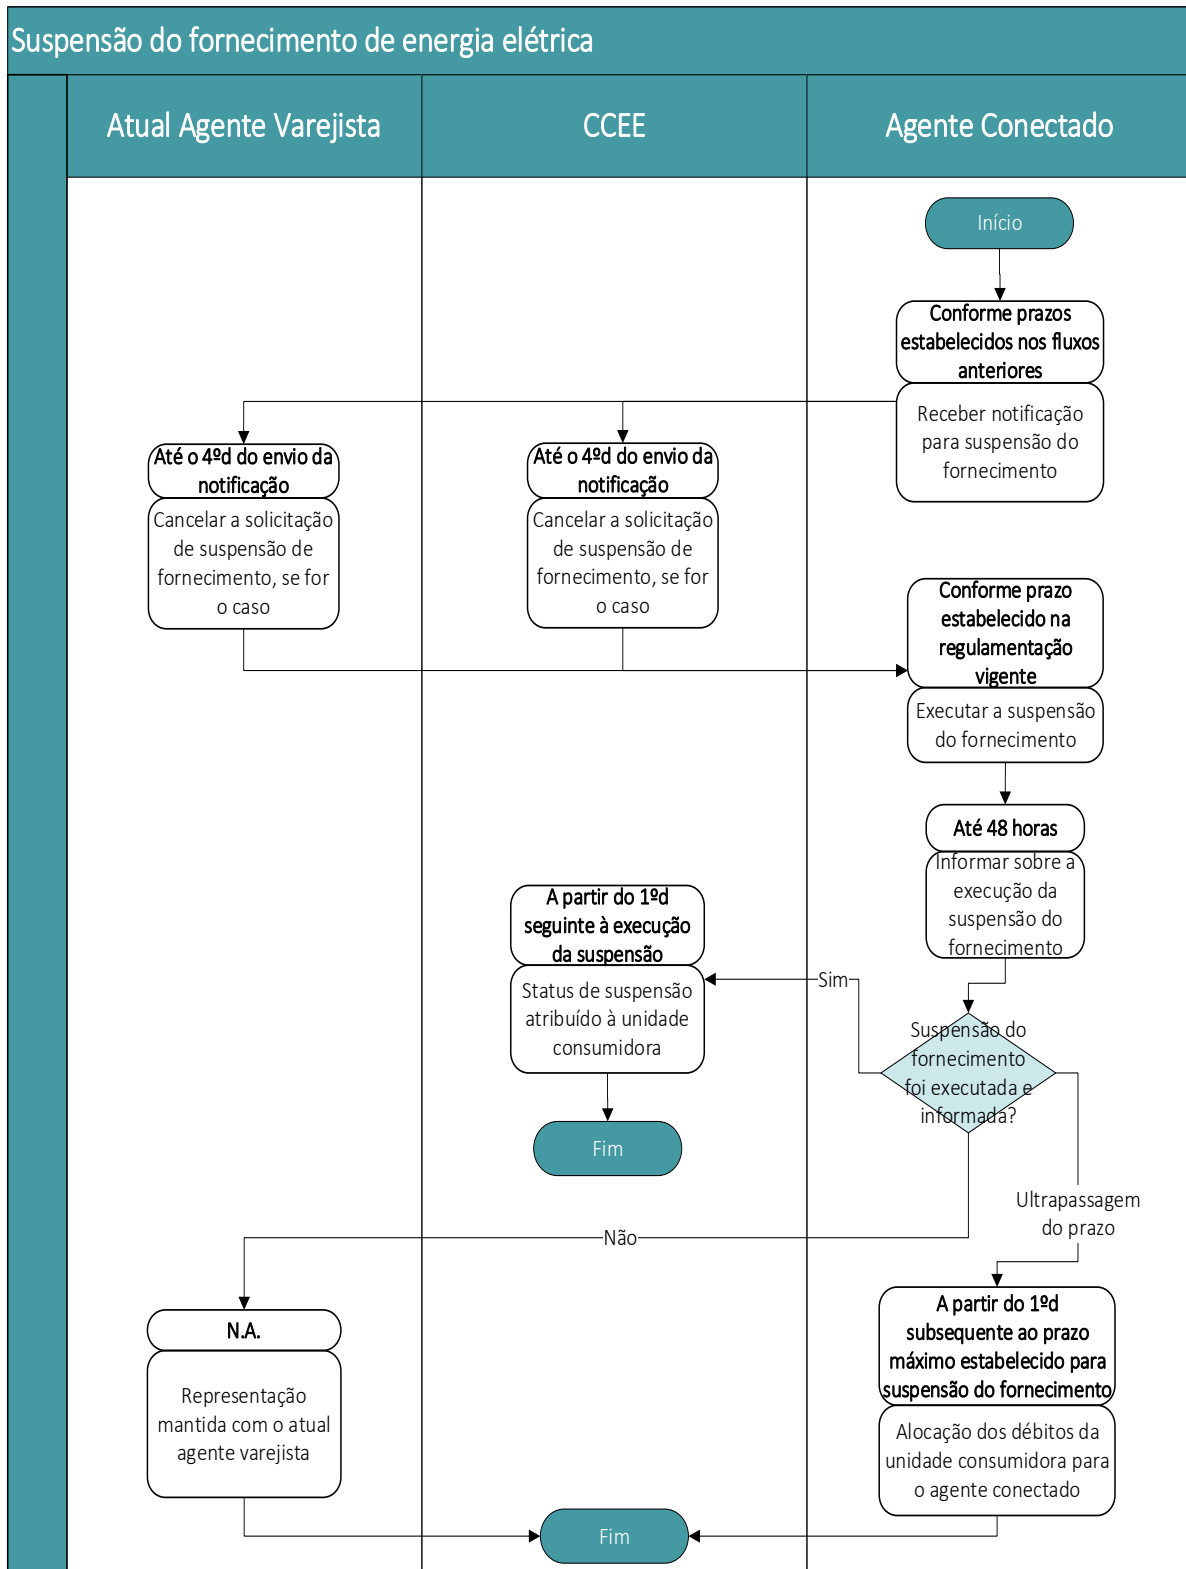 Suspensão do fornecimento de energia elétrica
Atual Agente Varejista
CCEE
Agente Conectado
Início
Conforme prazos
estabelecidos nos fluxos
anteriores
Receber notificação
para suspensão do
fornecimento
Até o 4ºd do envio da
notificação
Cancelar a solicitação
de suspensão de
fornecimento, se for
o caso
Até o 4ºd do envio da
notificação
Cancelar a solicitação
de suspensão de
fornecimento, se for
o caso
Conforme prazo
estabelecido na
regulamentação
vigente
Executar a suspensão
do fornecimento
Até 48 horas
Informar sobre a
execução da
suspensão do
fornecimento
A partir do 1ºd
seguinte à execução
da suspensão
Status de suspensão
atribuído à unidade
consumidora
Sim
Suspensão do
fornecimento
foi executada e
informada?
Fim
Ultrapassagem
do prazo
Não
N.A.
Representação
mantida com o atual
agente varejista
A partir do 1ºd
subsequente ao prazo
máximo estabelecido para
suspensão do fornecimento
Alocação dos débitos da
unidade consumidora para
o agente conectado
Fim